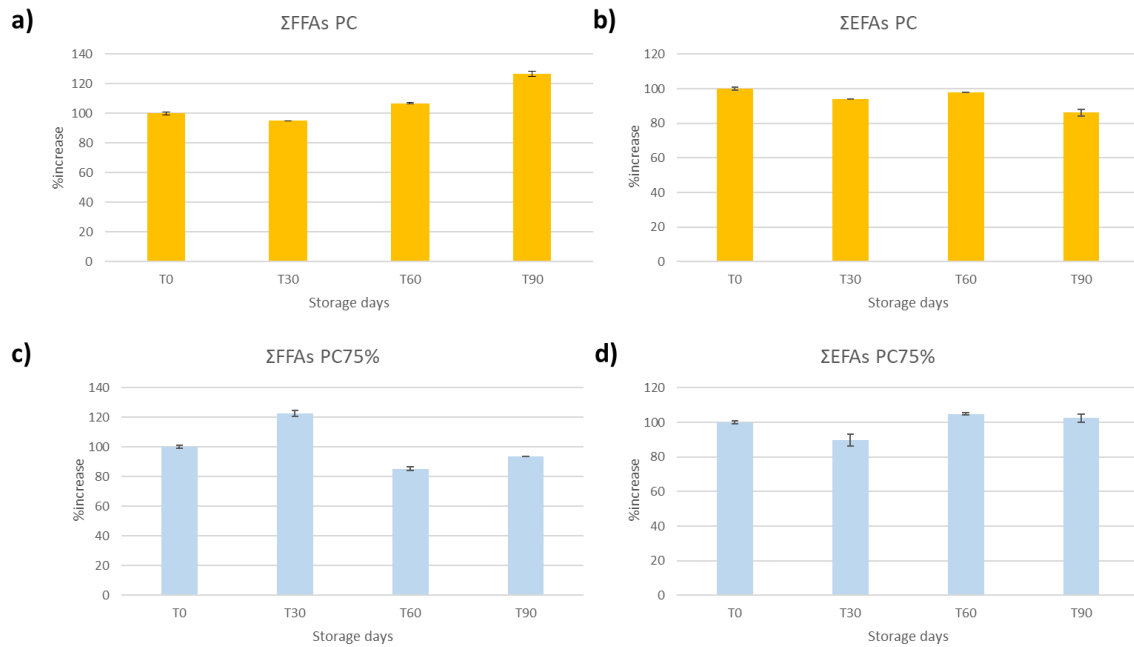 a)
ΣFFAs PC
%increase
140
120
100
80
60
40
20
0
T0 T30 T60 T90
Storage days
b)
ΣEFAs PC
%increase
120
100
80
60
40
20
0
T0 T30 T60 T90
Storage days
c)
ΣFFAs PC75%
%increase
140
120
100
80
60
40
20
0
T0 T30 T60 T90
Storage days
d)
ΣEFAs PC75%
%increase
120
100
80
60
40
20
0
T0 T30 T60 T90
Storage days